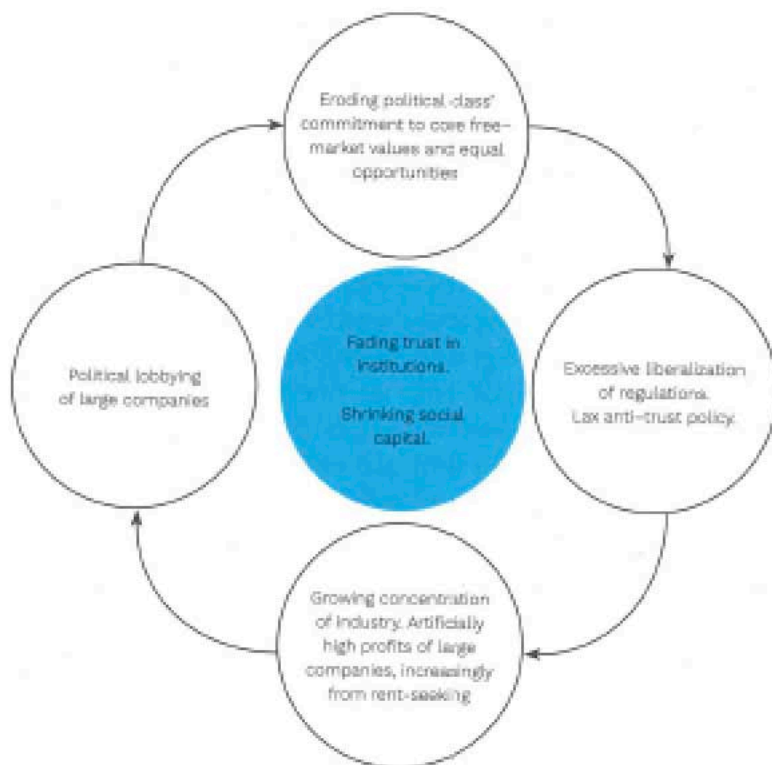 Eroding political class'
commitment to core free-
market values and equal
opportunities
Political lobbying
of large companies
Fading trust in
institutions.
Shrinking social
capital.
Excessive liberalization
of regulations.
Lax anti-trust policy.
Growing concentration
of industry. Artificially
high profits of large
companies, increasingly
from rent-seeking